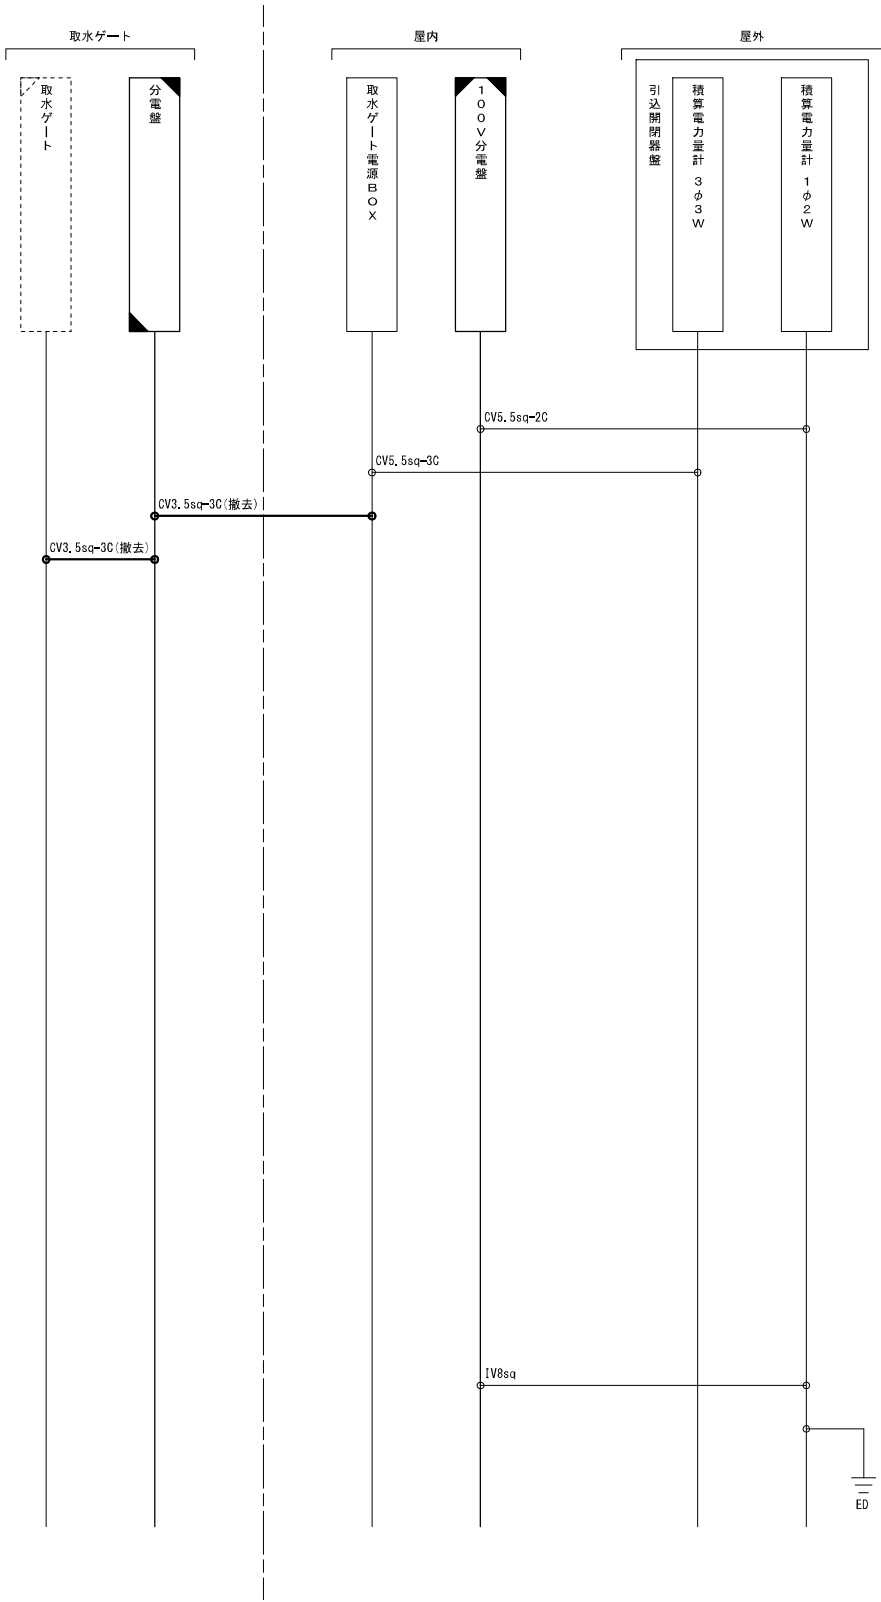 取水ゲート
屋内
屋外
取水ゲート
分電盤
取水ゲート電源BOX
100V分電盤
引込開閉器盤
積算電力量計 3φ3W
積算電力量計 1φ2W
CV5.5sq-2C
CV5.5sq-3C
CV3.5sq-3C(撤去)
CV3.5sq-3C(撤去)
IV8sq
ED